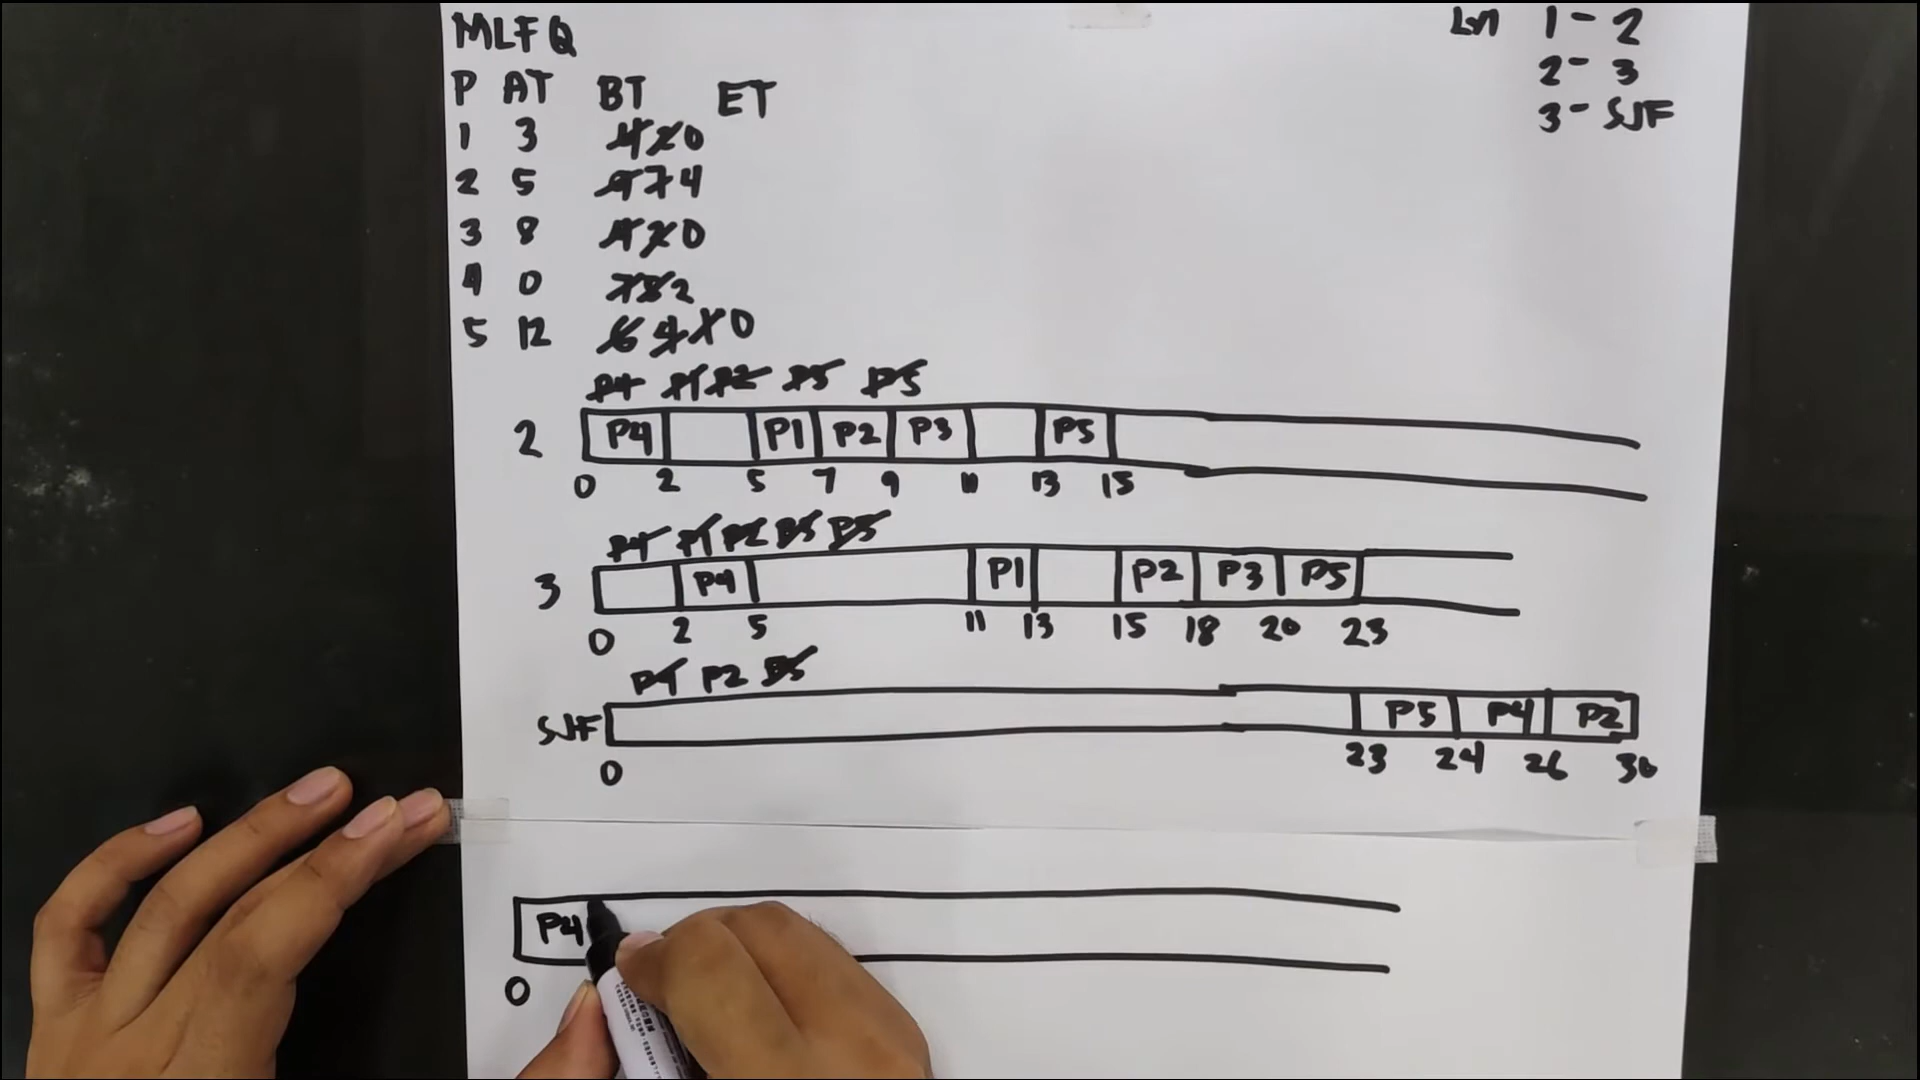 MLFQ
Lvl 1 - 2
2 - 3
3 - SJF
P AT BT ET
1 3 4 2 0
2 5 9 7 4
3 8 4 2 0
4 0 7 5 2
5 12 6 4 1 0
P4 P1 P2 P3 P5
2 P4 P1 P2 P3 P5
0 2 5 7 9 11 13 15
P4 P1 P2 P3 P5
3 P4 P1 P2 P3 P5
0 2 5 11 13 15 18 20 23
P4 P2 P5
SJF P5 P4 P2
0 23 24 26 30
P4
0